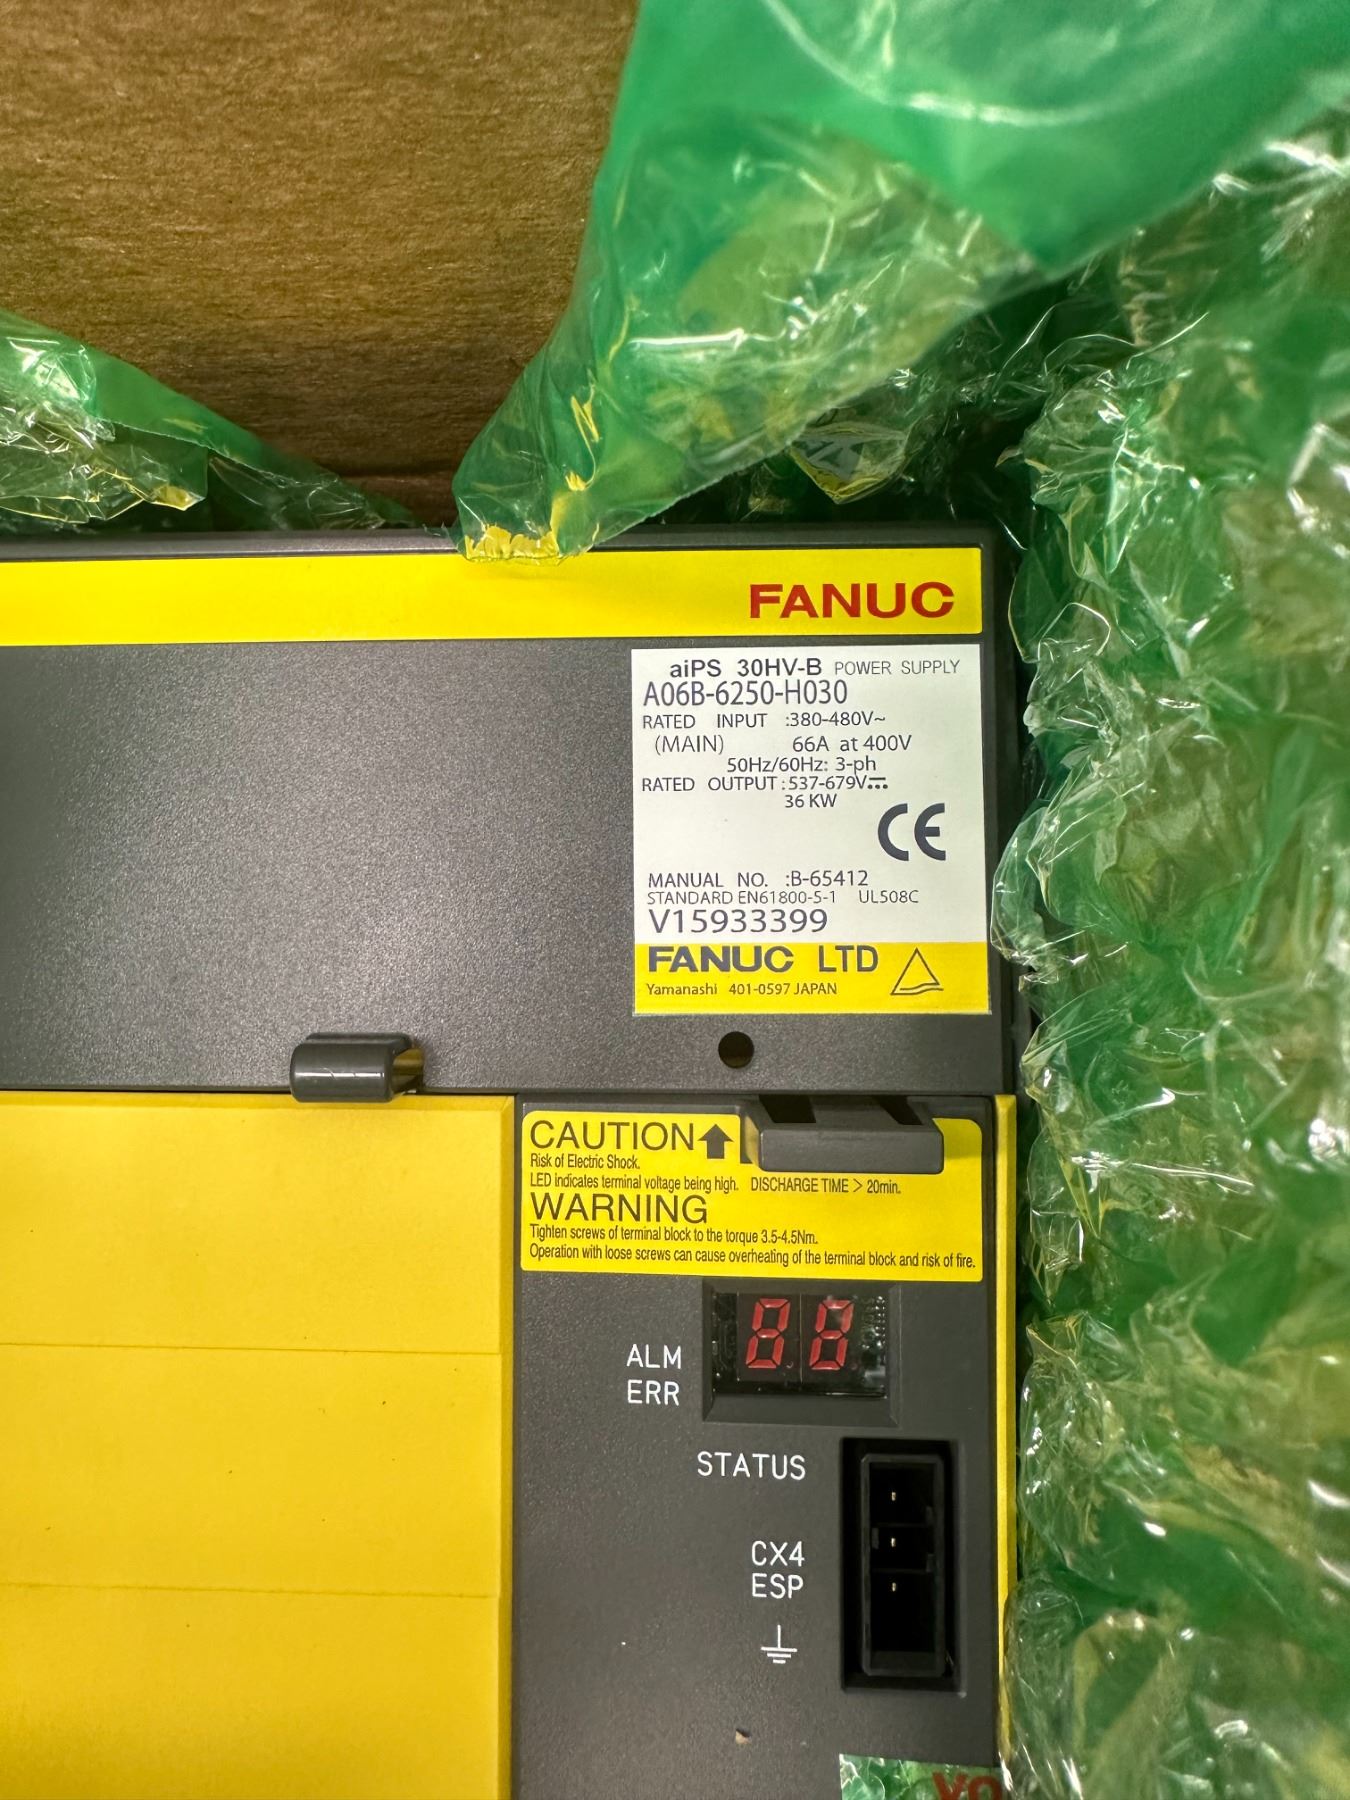 FANUC
aiPS 30HV-B POWER SUPPLY
A06B-6250-H030
RATED INPUT :380-480V~
(MAIN) 66A at 400V
50Hz/60Hz: 3-ph
RATED OUTPUT :537-679V⎓
36 KW
CE
MANUAL NO. :B-65412
STANDARD EN61800-5-1 UL508C
V15933399
FANUC LTD
Yamanashi 401-0597 JAPAN
CAUTION
Risk of Electric Shock.
LED indicates terminal voltage being high. DISCHARGE TIME > 20min.
WARNING
Tighten screws of terminal block to the torque 3.5-4.5Nm.
Operation with loose screws can cause overheating of the terminal block and risk of fire.
88
ALM
ERR
STATUS
CX4
ESP